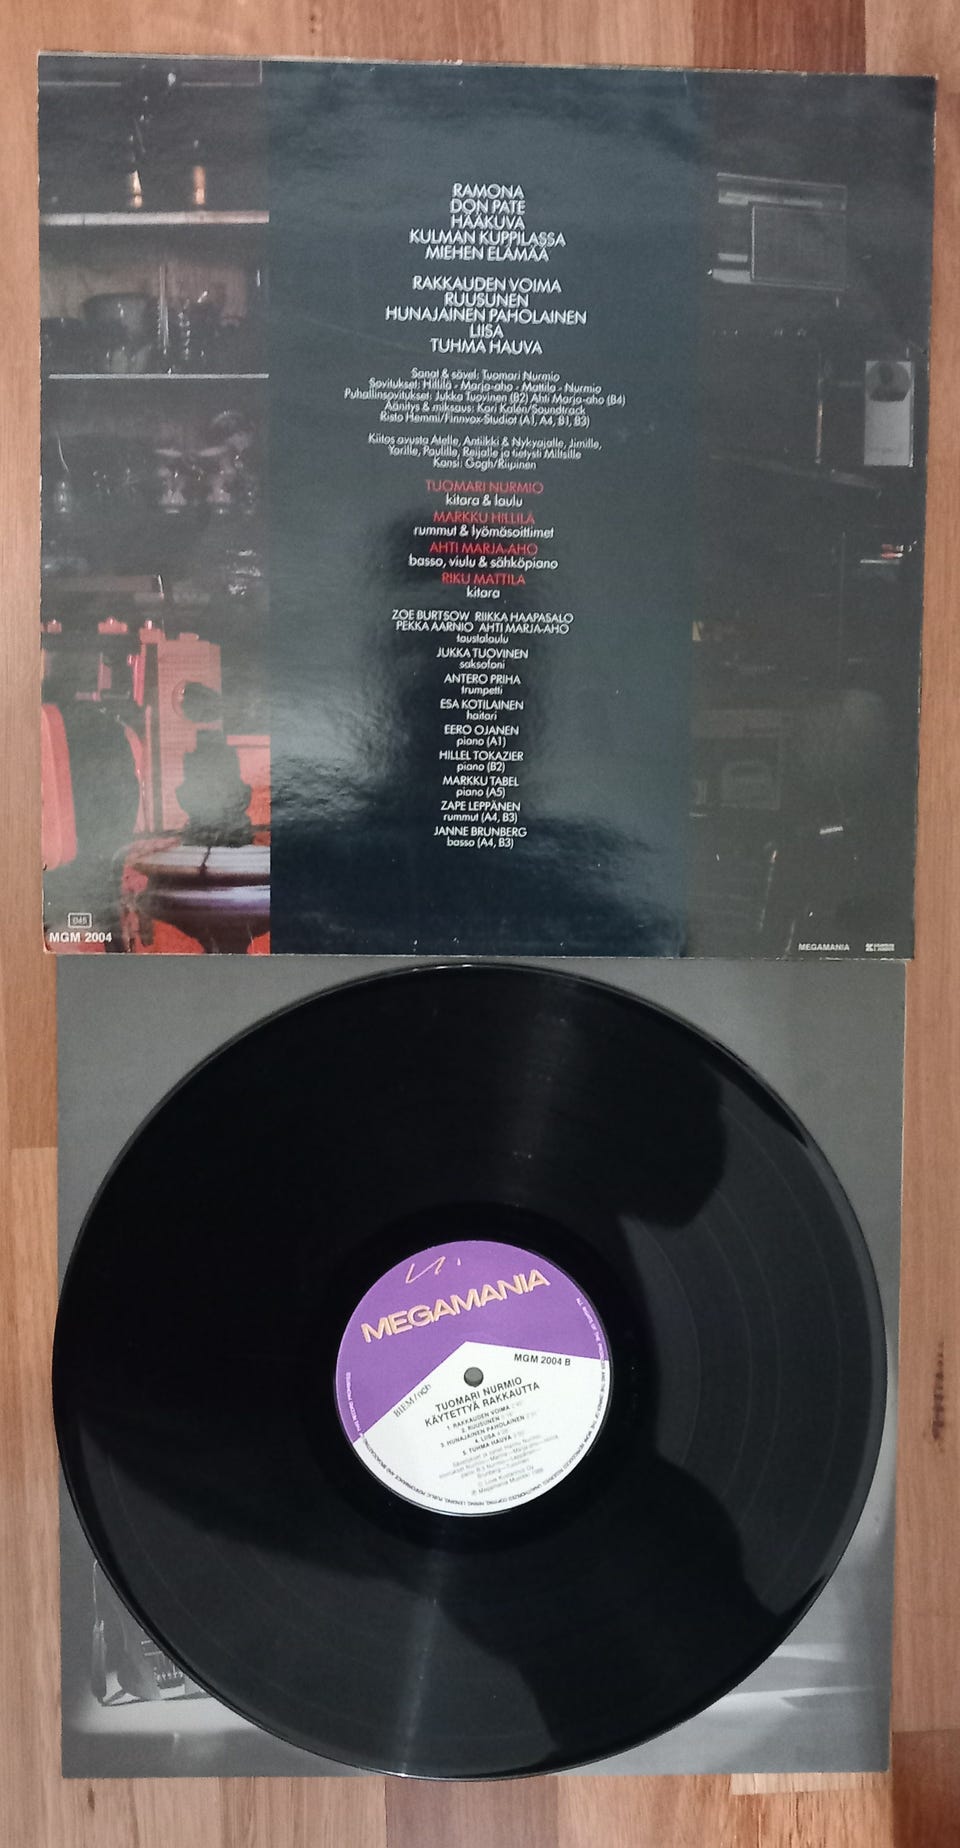 RAMONA
DON PATE
HÄÄKUVA
KULMAN KUPPILASSA
MIEHEN ELÄMÄÄ
RAKKAUDEN VOIMA
RUUSUNEN
HUNAJAINEN PAHOLAINEN
LIISA
TUHMA HAUVA
Sanat & sävel: Tuomari Nurmio
Sovitukset: Hillilä - Marja-aho - Mattila - Nurmio
Puhallinsovitukset: Jukka Tuovinen (B2) Ahti Marja-aho (B4)
Äänitys & miksaus: Kari Kalén/Soundtrack
Risto Hemmi/Finnvox-Studiot (A1, A4, B1, B3)
Kiitos avusta Atelle, Antiikki & Nykyajalle, Jimille,
Yorille, Paulille, Reijalle ja tietysti Miltsille
Kansi: Gogh/Riipinen
TUOMARI NURMIO
kitara & laulu
MARKKU HILLILÄ
rummut & lyömäsoittimet
AHTI MARJA-AHO
basso, viulu & sähköpiano
RIKU MATTILA
kitara
ZOE BURTSOW RIIKKA HAAPASALO
PEKKA AARNIO AHTI MARJA-AHO
taustalaulu
JUKKA TUOVINEN
saksofoni
ANTERO PRIHA
trumpetti
ESA KOTILAINEN
haitari
EERO OJANEN
piano (A1)
HILLEL TOKAZIER
piano (B2)
MARKKU TABEL
piano (A5)
ZAPE LEPPÄNEN
rummut (A4, B3)
JANNE BRUNBERG
basso (A4, B3)
045
MGM 2004
MEGAMANIA
MEGAMANIA
MGM 2004 B
BIEM/ncb
TUOMARI NURMIO
KÄYTETTYÄ RAKKAUTTA
1. RAKKAUDEN VOIMA
2. RUUSUNEN
3. HUNAJAINEN PAHOLAINEN
4. LIISA
5. TUHMA HAUVA